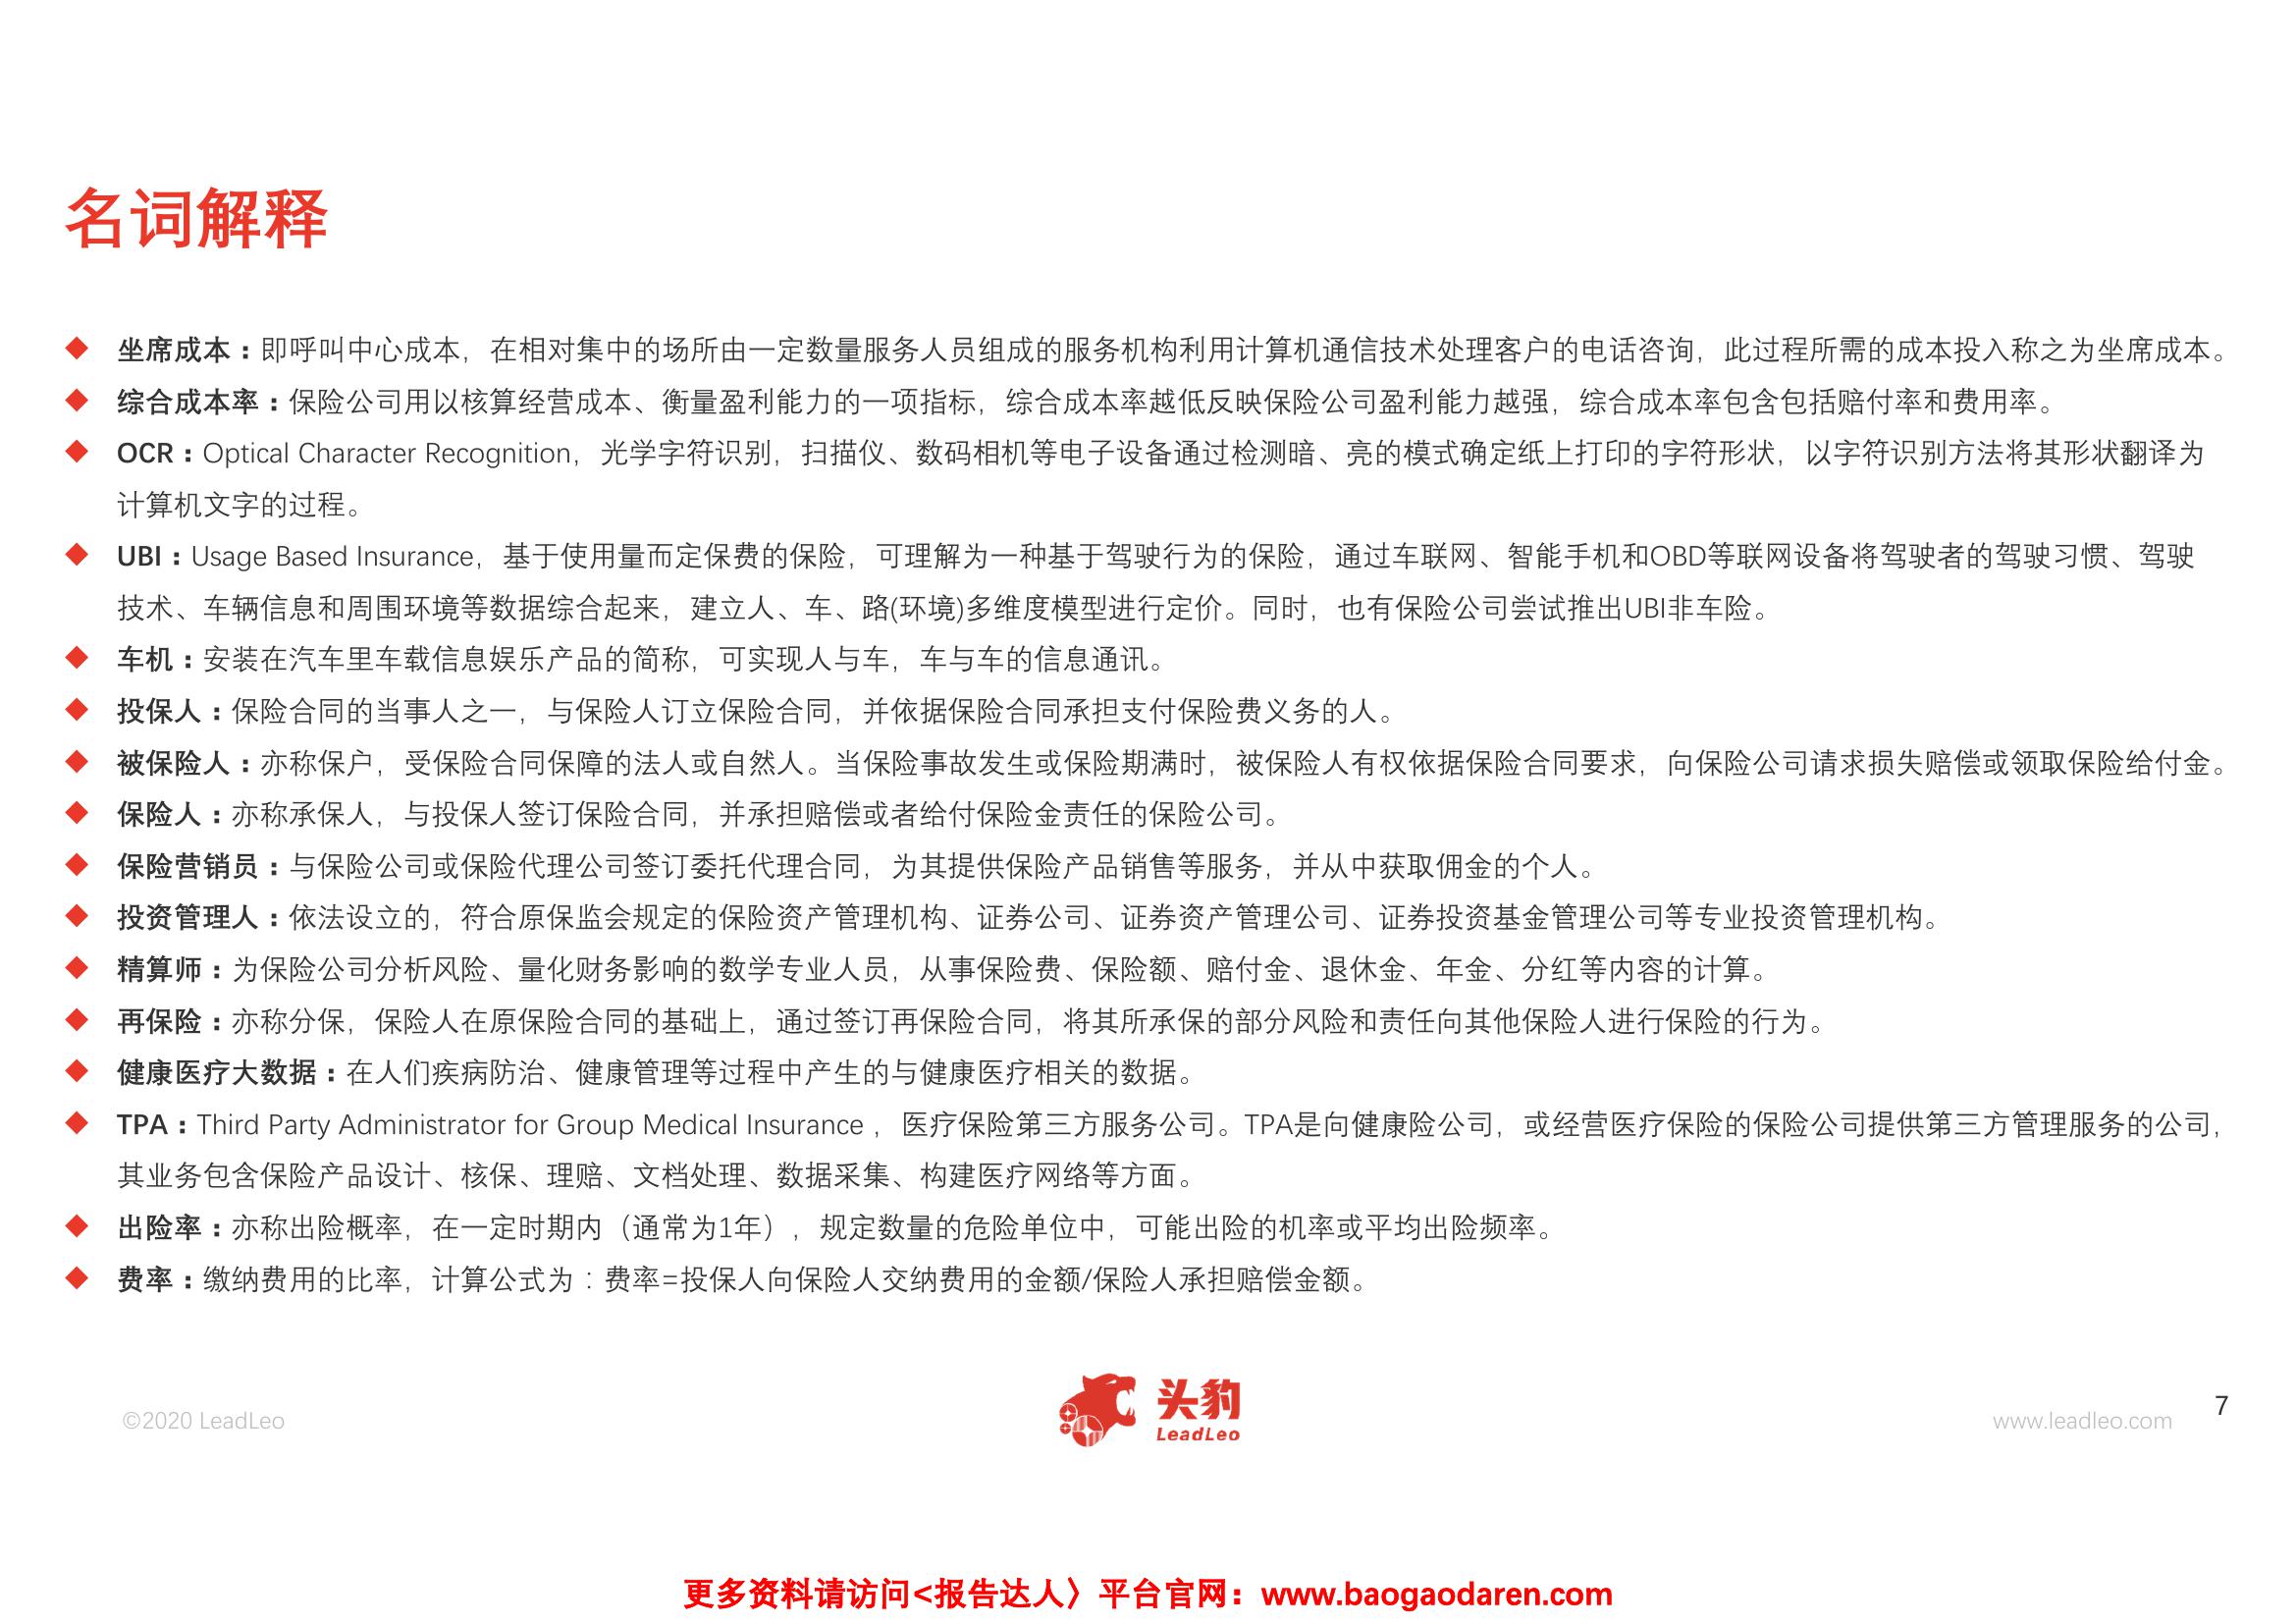 名词解释
◆ 坐席成本：即呼叫中心成本，在相对集中的场所由一定数量服务人员组成的服务机构利用计算机通信技术处理客户的电话咨询，此过程所需的成本投入称之为坐席成本。
◆ 综合成本率：保险公司用以核算经营成本、衡量盈利能力的一项指标，综合成本率越低反映保险公司盈利能力越强，综合成本率包含包括赔付率和费用率。
◆ OCR：Optical Character Recognition，光学字符识别，扫描仪、数码相机等电子设备通过检测暗、亮的模式确定纸上打印的字符形状，以字符识别方法将其形状翻译为
计算机文字的过程。
◆ UBI：Usage Based Insurance，基于使用量而定保费的保险，可理解为一种基于驾驶行为的保险，通过车联网、智能手机和OBD等联网设备将驾驶者的驾驶习惯、驾驶
技术、车辆信息和周围环境等数据综合起来，建立人、车、路(环境)多维度模型进行定价。同时，也有保险公司尝试推出UBI非车险。
◆ 车机：安装在汽车里车载信息娱乐产品的简称，可实现人与车，车与车的信息通讯。
◆ 投保人：保险合同的当事人之一，与保险人订立保险合同，并依据保险合同承担支付保险费义务的人。
◆ 被保险人：亦称保户，受保险合同保障的法人或自然人。当保险事故发生或保险期满时，被保险人有权依据保险合同要求，向保险公司请求损失赔偿或领取保险给付金。
◆ 保险人：亦称承保人，与投保人签订保险合同，并承担赔偿或者给付保险金责任的保险公司。
◆ 保险营销员：与保险公司或保险代理公司签订委托代理合同，为其提供保险产品销售等服务，并从中获取佣金的个人。
◆ 投资管理人：依法设立的，符合原保监会规定的保险资产管理机构、证券公司、证券资产管理公司、证券投资基金管理公司等专业投资管理机构。
◆ 精算师：为保险公司分析风险、量化财务影响的数学专业人员，从事保险费、保险额、赔付金、退休金、年金、分红等内容的计算。
◆ 再保险：亦称分保，保险人在原保险合同的基础上，通过签订再保险合同，将其所承保的部分风险和责任向其他保险人进行保险的行为。
◆ 健康医疗大数据：在人们疾病防治、健康管理等过程中产生的与健康医疗相关的数据。
◆ TPA：Third Party Administrator for Group Medical Insurance ，医疗保险第三方服务公司。TPA是向健康险公司，或经营医疗保险的保险公司提供第三方管理服务的公司，
其业务包含保险产品设计、核保、理赔、文档处理、数据采集、构建医疗网络等方面。
◆ 出险率：亦称出险概率，在一定时期内（通常为1年），规定数量的危险单位中，可能出险的机率或平均出险频率。
◆ 费率：缴纳费用的比率，计算公式为：费率=投保人向保险人交纳费用的金额/保险人承担赔偿金额。
©2020 LeadLeo
头豹
LeadLeo
www.leadleo.com
7
更多资料请访问<报告达人〉平台官网：www.baogaodaren.com